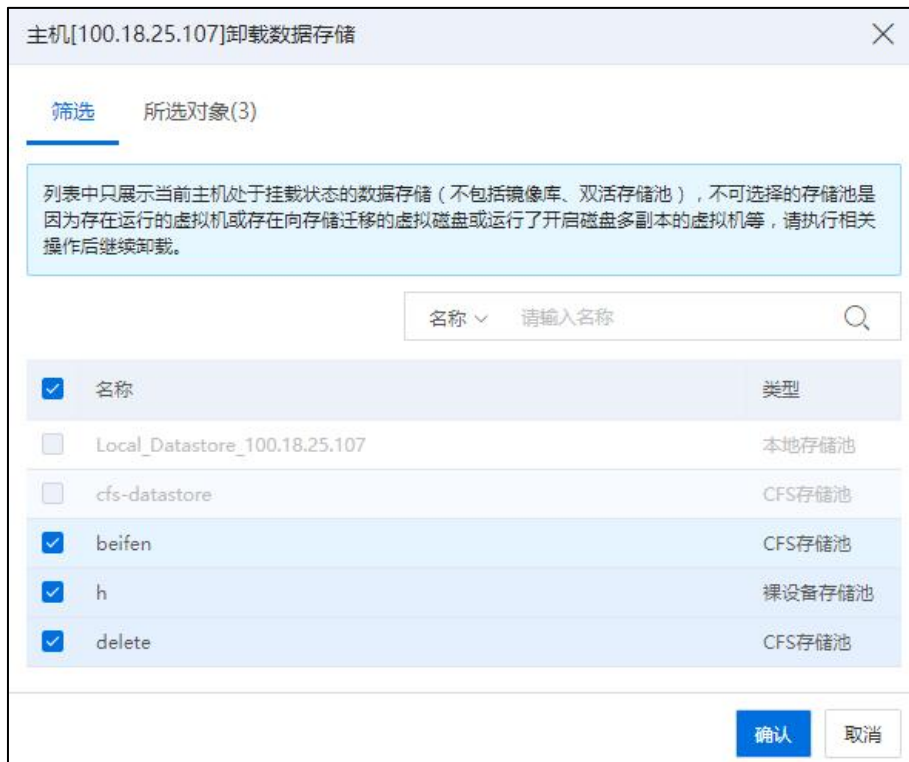 主机[100.18.25.107]卸载数据存储
筛选 所选对象(3)
列表中只展示当前主机处于挂载状态的数据存储（不包括镜像库、双活存储池），不可选择的存储池是
因为存在运行的虚拟机或存在向存储迁移的虚拟磁盘或运行了开启磁盘多副本的虚拟机等，请执行相关
操作后继续卸载。
名称 请输入名称
名称 类型
Local_Datastore_100.18.25.107 本地存储池
cfs-datastore CFS存储池
beifen CFS存储池
h 裸设备存储池
delete CFS存储池
确认 取消